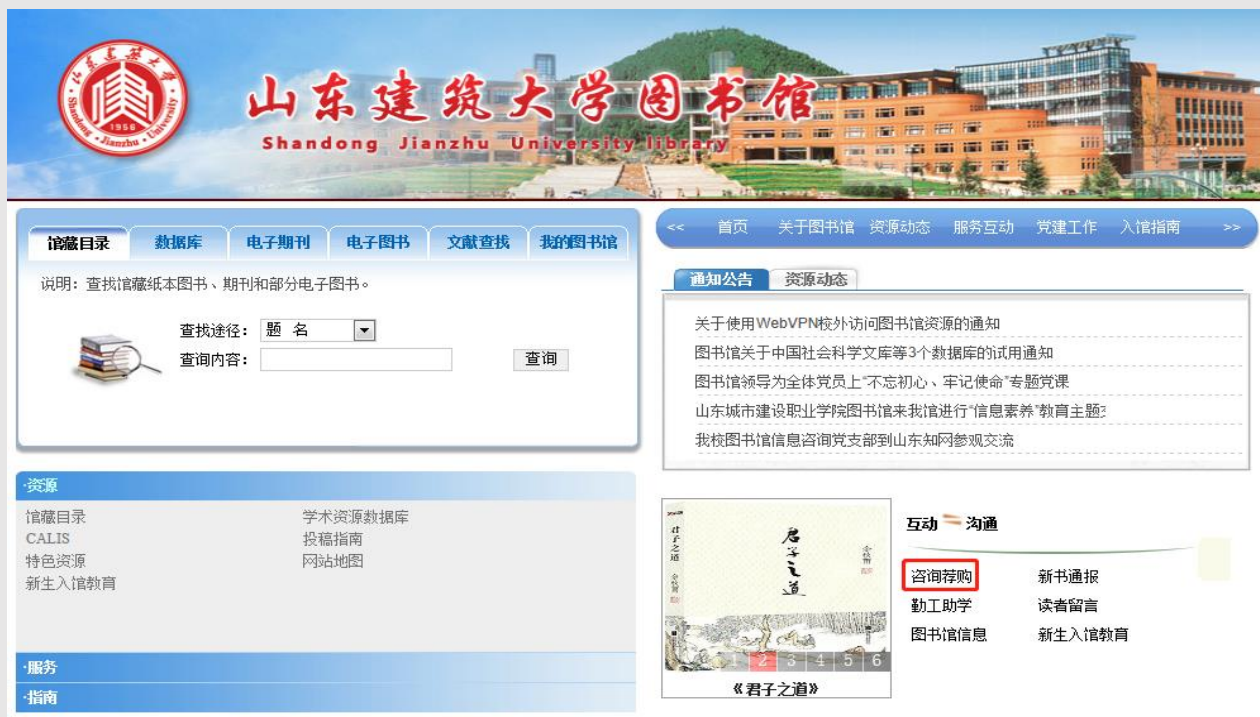 山东建筑大学
1956
Shandong Jianzhu University
山东建筑大学图书馆
Shandong Jianzhu University library
馆藏目录 数据库 电子期刊 电子图书 文献查找 我的图书馆
说明：查找馆藏纸本图书、期刊和部分电子图书。
查找途径： 题 名
查询内容： 查询
<< 首页 关于图书馆 资源动态 服务互动 党建工作 入馆指南 >>
通知公告 资源动态
关于使用WebVPN校外访问图书馆资源的通知
图书馆关于中国社会科学文库等3个数据库的试用通知
图书馆领导为全体党员上“不忘初心、牢记使命”专题党课
山东城市建设职业学院图书馆来我馆进行“信息素养”教育主题
我校图书馆信息咨询党支部到山东知网参观交流
·资源
馆藏目录 学术资源数据库
CALIS 投稿指南
特色资源 网站地图
新生入馆教育
·服务
·指南
君子之道
君子之道
余秋雨
1 2 3 4 5 6
《君子之道》
互动 沟通
咨询荐购 新书通报
勤工助学 读者留言
图书馆信息 新生入馆教育